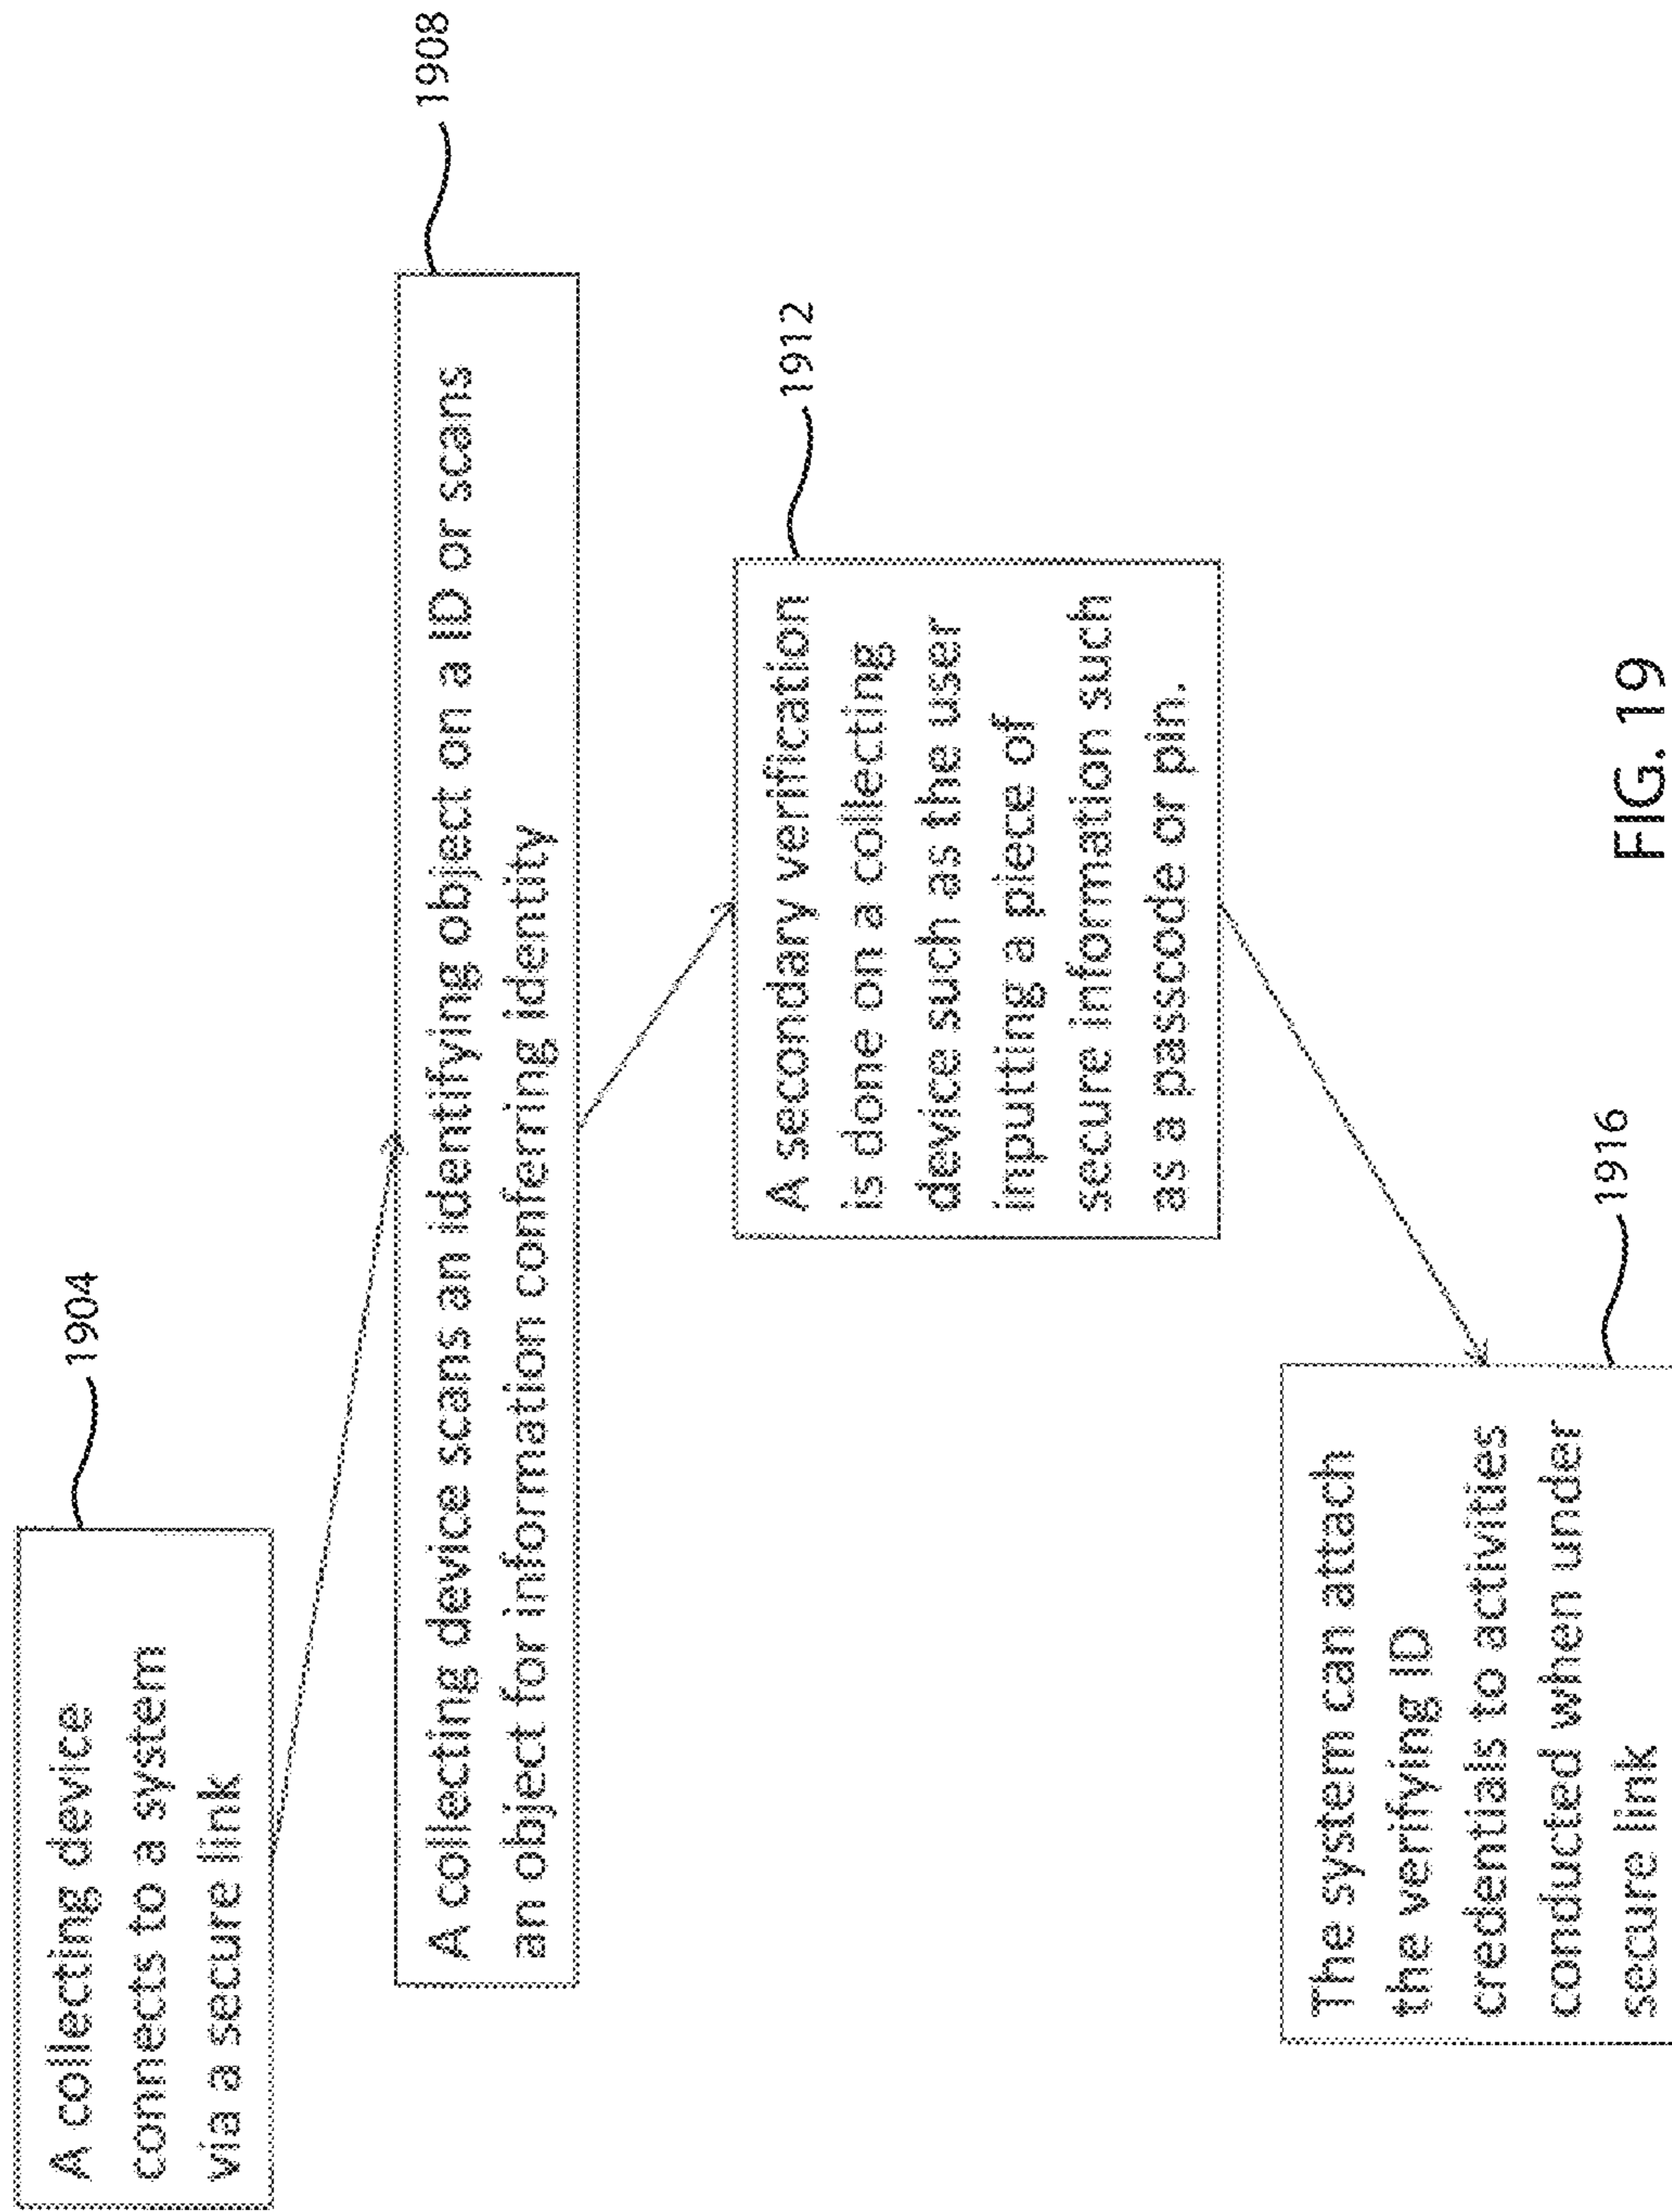 A collecting device
connects to a system
via a secure link
1904
A collecting device scans an identifying object on a ID or scans
an object for information conferring identity
1908
A secondary verification
is done on a collecting
device such as the user
inputting a piece of
secure information such
as a passcode or pin.
1912
The system can attach
the verifying ID
credentials to activities
conducted when under
secure link
1916
FIG. 19